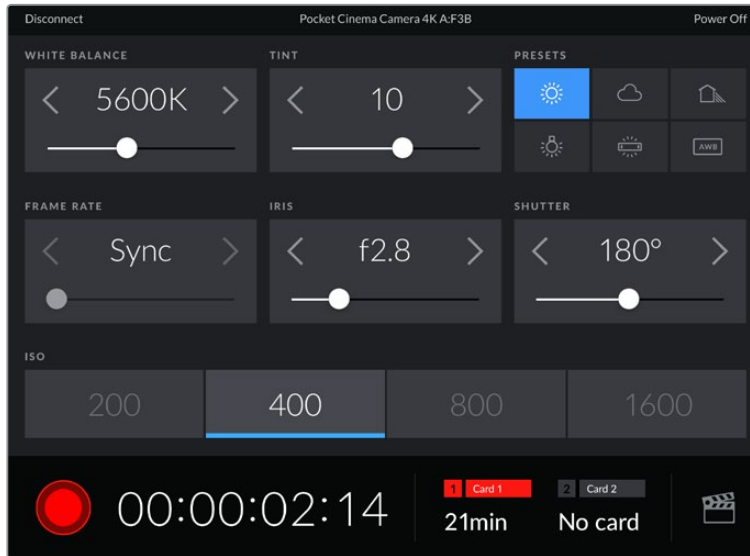 Disconnect Pocket Cinema Camera 4K A:F3B Power Off
WHITE BALANCE TINT PRESETS
5600K 10
AWB
FRAME RATE IRIS SHUTTER
Sync f2.8 180°
ISO
200 400 800 1600
1 Card 1 2 Card 2
00:00:02:14 21min No card